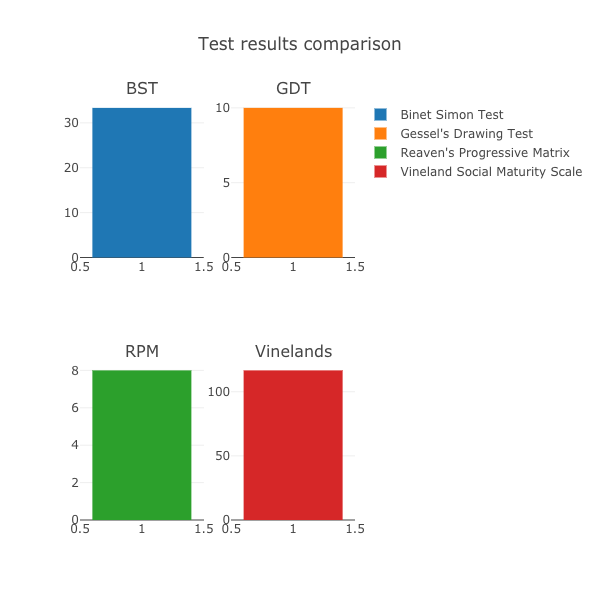 Test results comparison
BST
GDT
30
20
10
0
0.5 1 1.5
10
5
0
0.5 1 1.5
Binet Simon Test
Gessel's Drawing Test
Reaven's Progressive Matrix
Vineland Social Maturity Scale
RPM
Vinelands
8
6
4
2
0
0.5 1 1.5
100
50
0
0.5 1 1.5